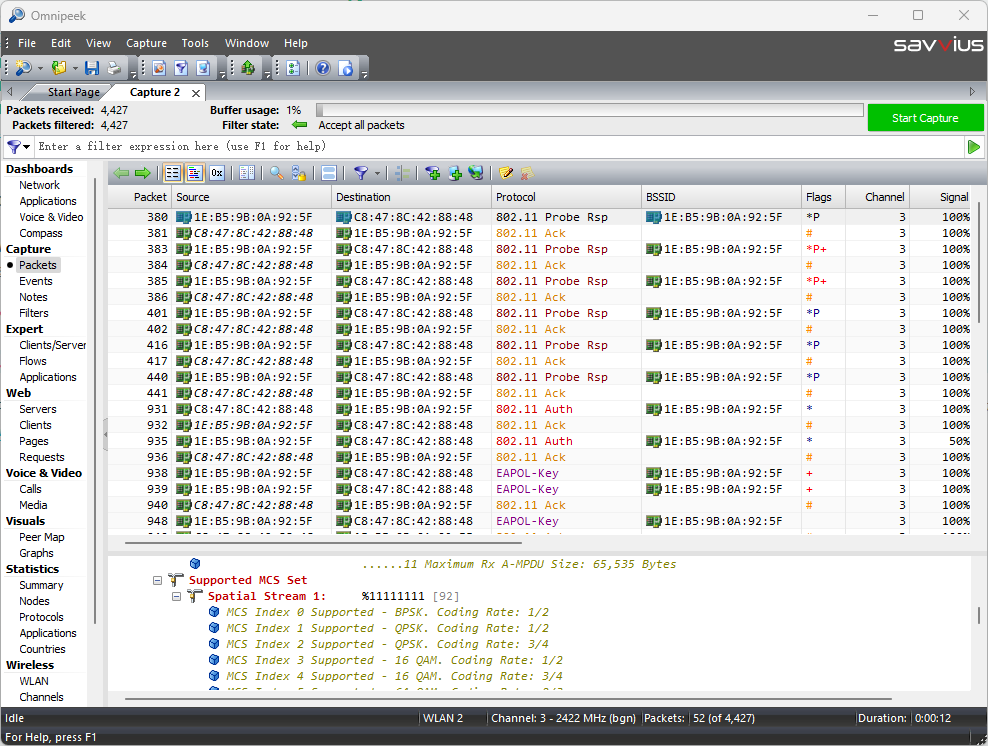 Omnipeek
File Edit View Capture Tools Window Help
savvius
Start Page Capture 2
Packets received: 4,427 Buffer usage: 1%
Packets filtered: 4,427 Filter state: Accept all packets
Start Capture
Enter a filter expression here (use F1 for help)
Dashboards
Network
Applications
Voice & Video
Compass
Capture
Packets
Events
Notes
Filters
Expert
Clients/Server
Flows
Applications
Web
Servers
Clients
Pages
Requests
Voice & Video
Calls
Media
Visuals
Peer Map
Graphs
Statistics
Summary
Nodes
Protocols
Applications
Countries
Wireless
WLAN
Channels
Packet Source Destination Protocol BSSID Flags Channel Signal
380 1E:B5:9B:0A:92:5F C8:47:8C:42:88:48 802.11 Probe Rsp 1E:B5:9B:0A:92:5F *P 3 100%
381 C8:47:8C:42:88:48 1E:B5:9B:0A:92:5F 802.11 Ack # 3 100%
383 1E:B5:9B:0A:92:5F C8:47:8C:42:88:48 802.11 Probe Rsp 1E:B5:9B:0A:92:5F *P+ 3 100%
384 C8:47:8C:42:88:48 1E:B5:9B:0A:92:5F 802.11 Ack # 3 100%
385 1E:B5:9B:0A:92:5F C8:47:8C:42:88:48 802.11 Probe Rsp 1E:B5:9B:0A:92:5F *P+ 3 100%
386 C8:47:8C:42:88:48 1E:B5:9B:0A:92:5F 802.11 Ack # 3 100%
401 1E:B5:9B:0A:92:5F C8:47:8C:42:88:48 802.11 Probe Rsp 1E:B5:9B:0A:92:5F *P 3 100%
402 C8:47:8C:42:88:48 1E:B5:9B:0A:92:5F 802.11 Ack # 3 100%
416 1E:B5:9B:0A:92:5F C8:47:8C:42:88:48 802.11 Probe Rsp 1E:B5:9B:0A:92:5F *P 3 100%
417 C8:47:8C:42:88:48 1E:B5:9B:0A:92:5F 802.11 Ack # 3 100%
440 1E:B5:9B:0A:92:5F C8:47:8C:42:88:48 802.11 Probe Rsp 1E:B5:9B:0A:92:5F *P 3 100%
441 C8:47:8C:42:88:48 1E:B5:9B:0A:92:5F 802.11 Ack # 3 100%
931 C8:47:8C:42:88:48 1E:B5:9B:0A:92:5F 802.11 Auth 1E:B5:9B:0A:92:5F * 3 100%
932 1E:B5:9B:0A:92:5F C8:47:8C:42:88:48 802.11 Ack # 3 100%
935 1E:B5:9B:0A:92:5F C8:47:8C:42:88:48 802.11 Auth 1E:B5:9B:0A:92:5F * 3 50%
936 C8:47:8C:42:88:48 1E:B5:9B:0A:92:5F 802.11 Ack # 3 100%
938 1E:B5:9B:0A:92:5F C8:47:8C:42:88:48 EAPOL-Key 1E:B5:9B:0A:92:5F + 3 100%
939 1E:B5:9B:0A:92:5F C8:47:8C:42:88:48 EAPOL-Key 1E:B5:9B:0A:92:5F + 3 100%
940 C8:47:8C:42:88:48 1E:B5:9B:0A:92:5F 802.11 Ack # 3 100%
948 1E:B5:9B:0A:92:5F C8:47:8C:42:88:48 EAPOL-Key 1E:B5:9B:0A:92:5F 3 100%
......11 Maximum Rx A-MPDU Size: 65,535 Bytes
Supported MCS Set
Spatial Stream 1: %11111111 [92]
MCS Index 0 Supported - BPSK. Coding Rate: 1/2
MCS Index 1 Supported - QPSK. Coding Rate: 1/2
MCS Index 2 Supported - QPSK. Coding Rate: 3/4
MCS Index 3 Supported - 16 QAM. Coding Rate: 1/2
MCS Index 4 Supported - 16 QAM. Coding Rate: 3/4
Idle WLAN 2 Channel: 3 - 2422 MHz (bgn) Packets: 52 (of 4,427) Duration: 0:00:12
For Help, press F1